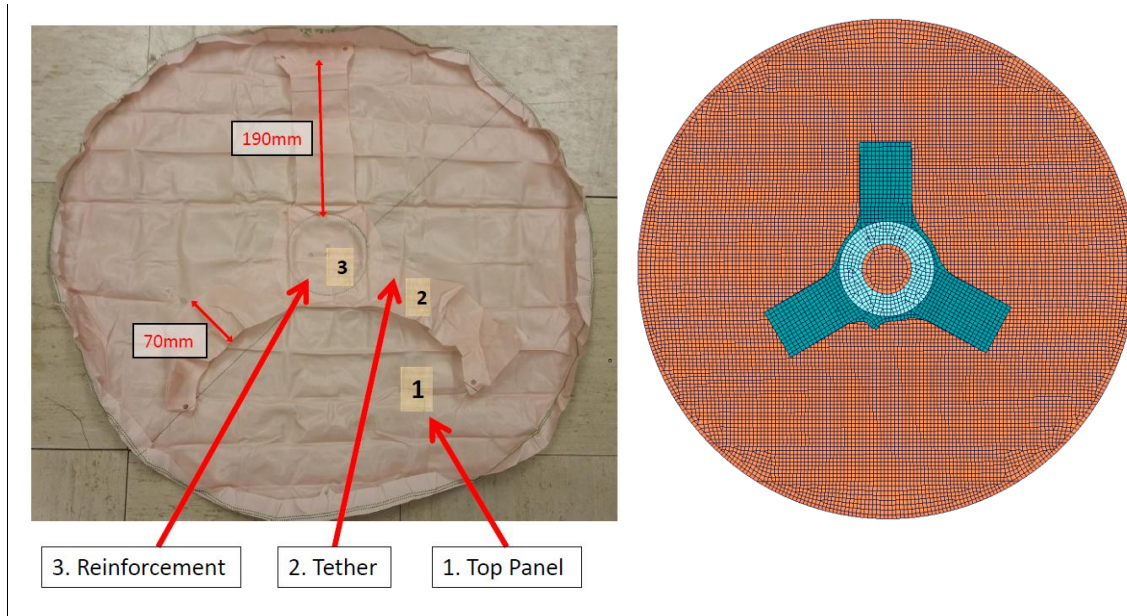 190mm
3
2
70mm
1
3. Reinforcement
2. Tether
1. Top Panel